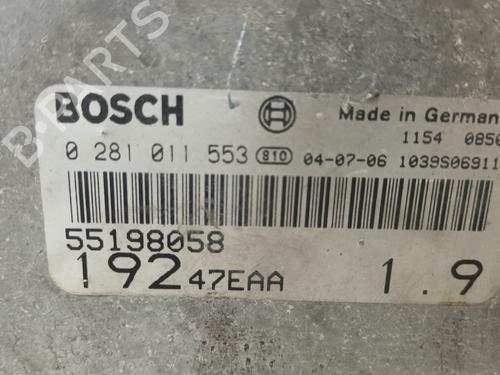 B-PARTS
BOSCH
Made in German
1154 0850
0 281 011 553 S10 04-07-06 1039S06911
55198058
192 47EAA 1.9